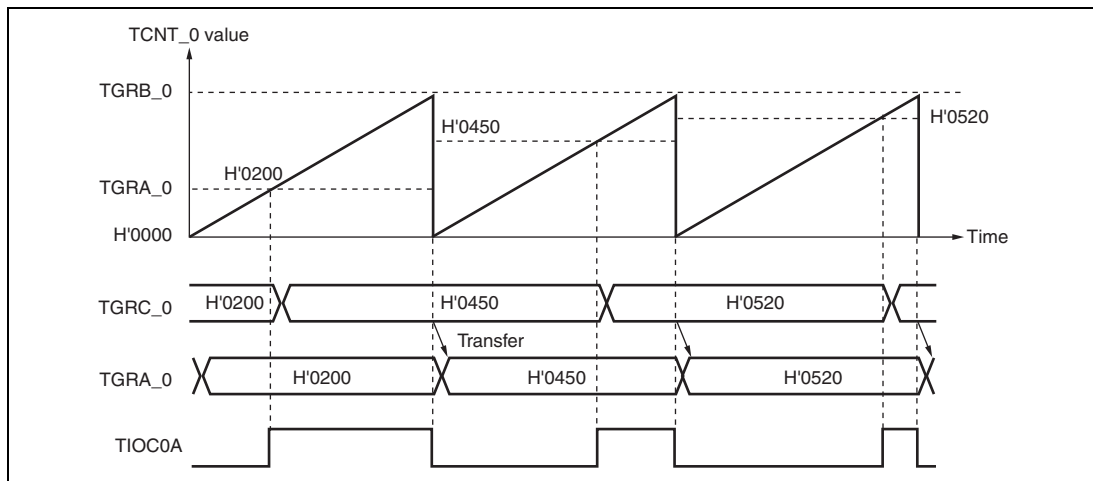 TCNT_0 value
TGRB_0
H'0520
H'0450
H'0200
TGRA_0
H'0000
Time
TGRC_0
H'0200
H'0450
H'0520
Transfer
TGRA_0
H'0200
H'0450
H'0520
TIOC0A